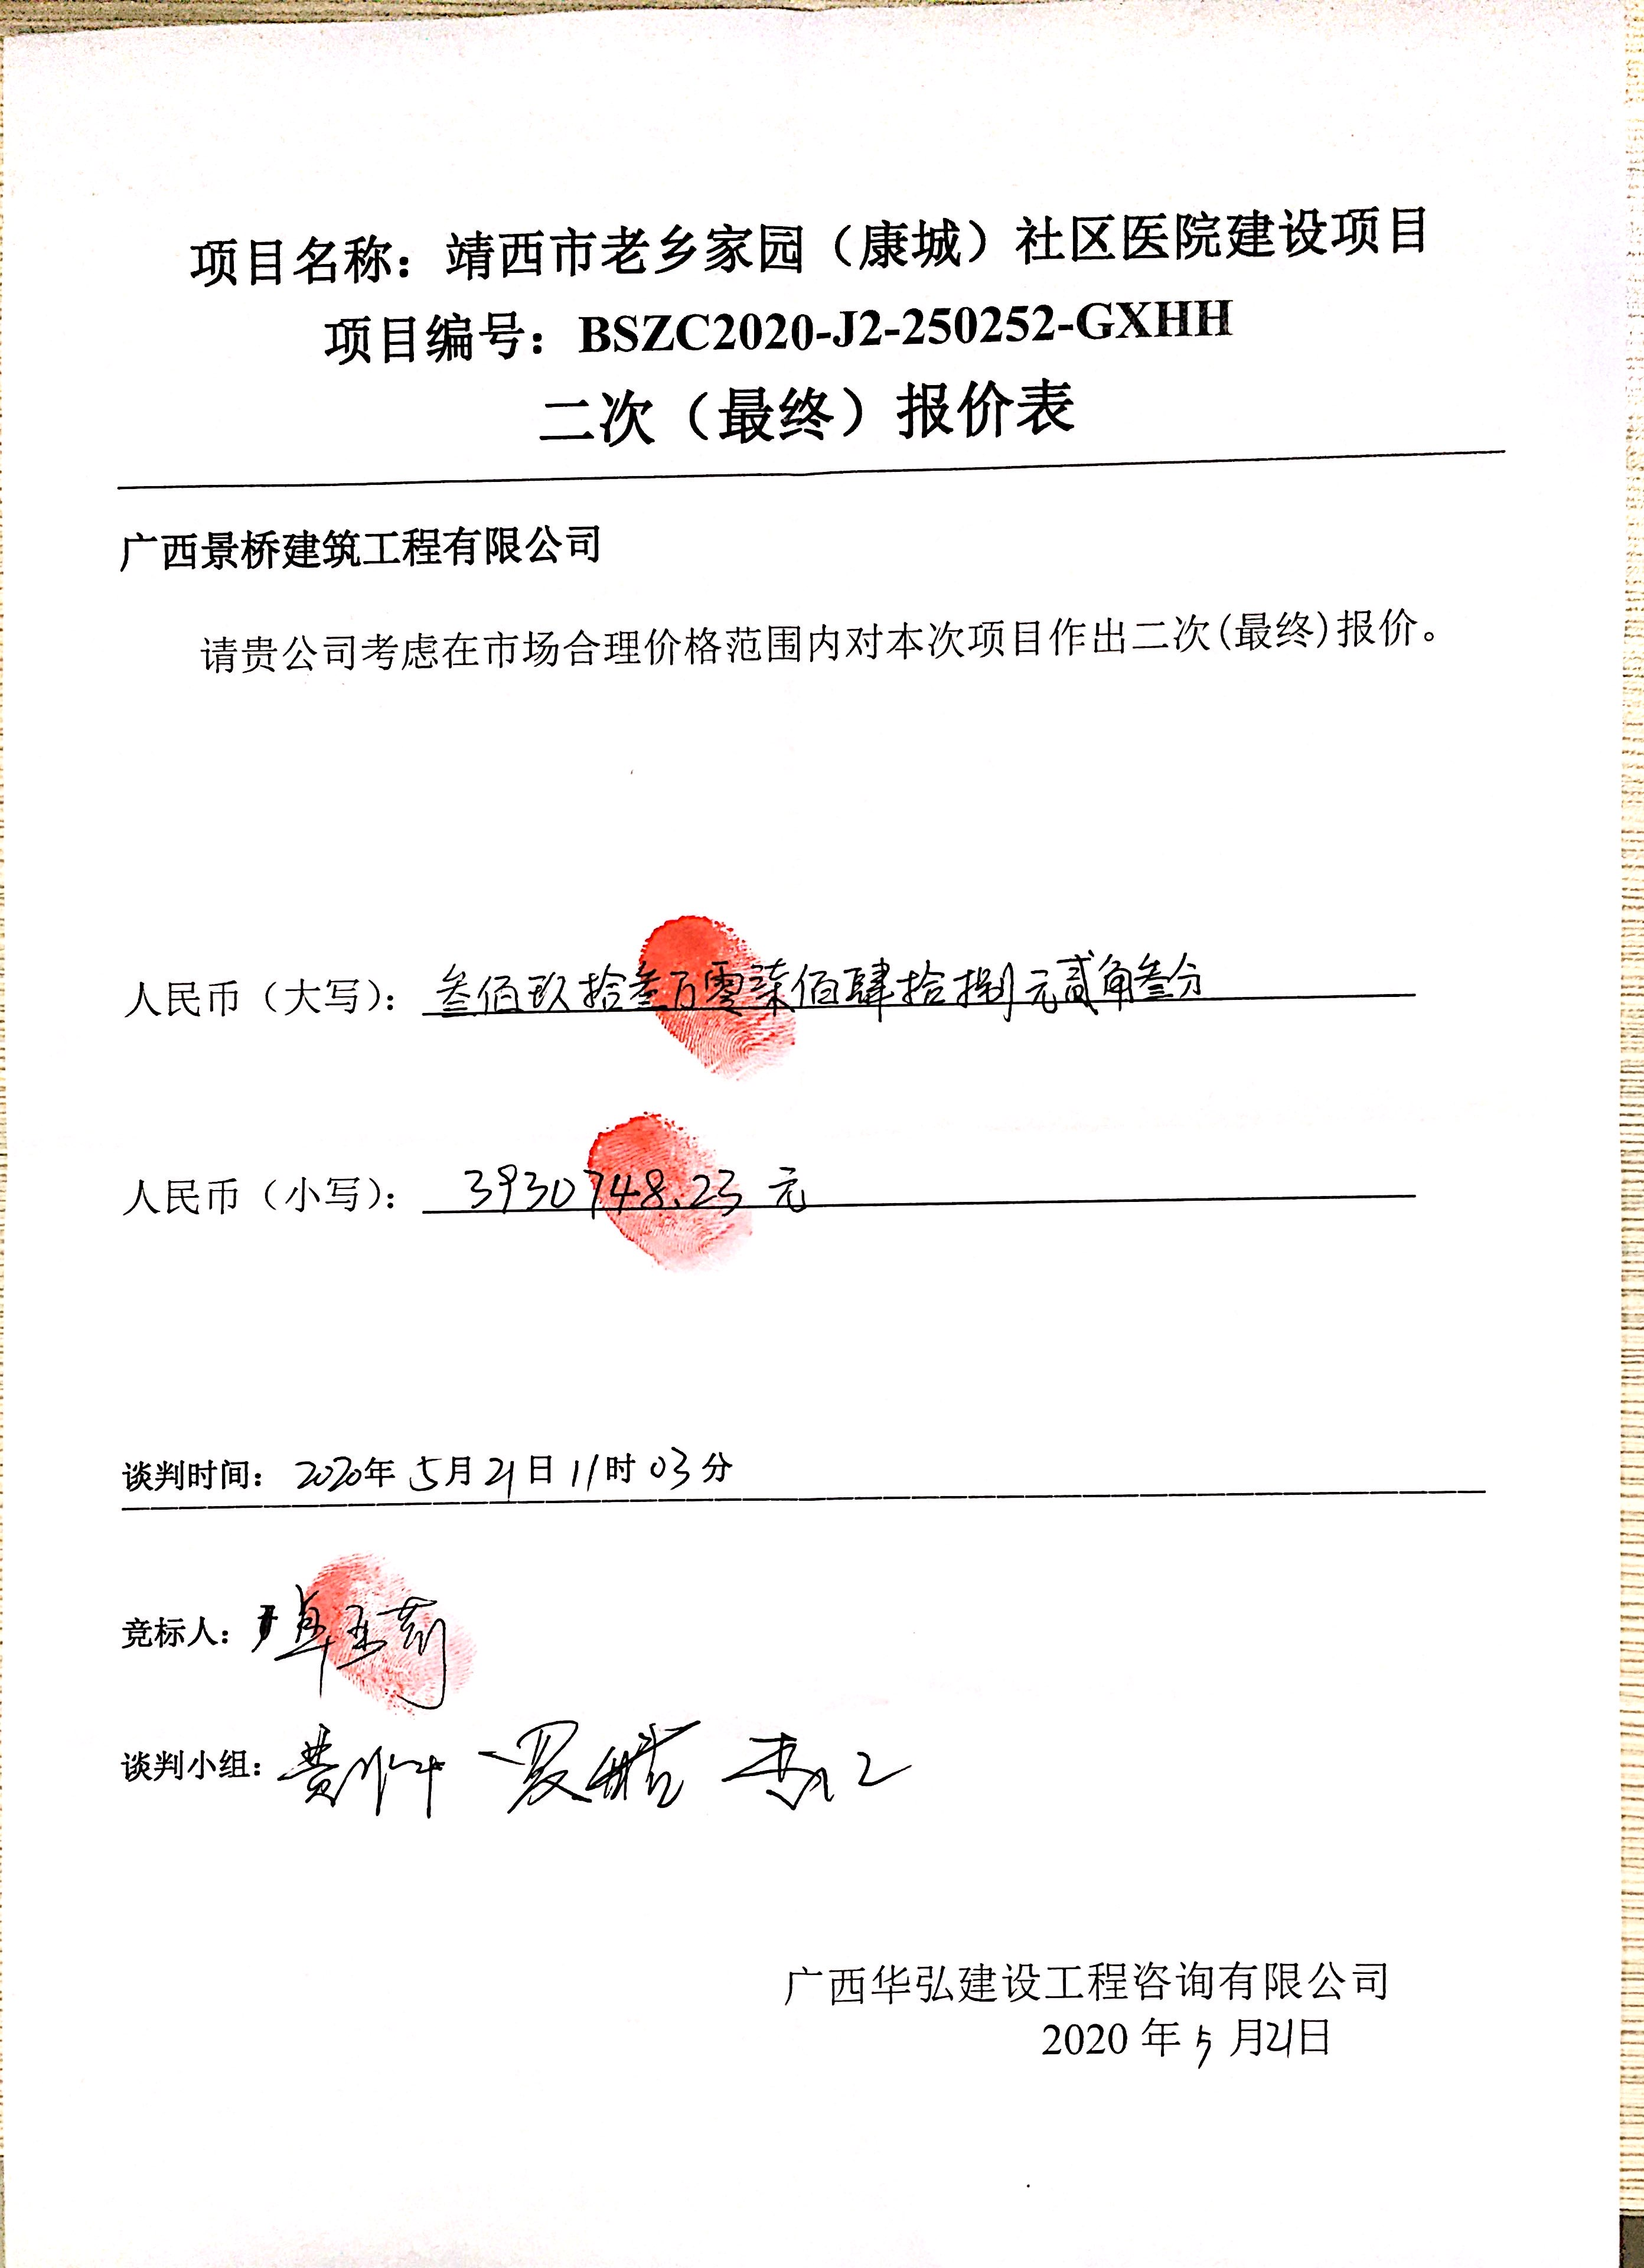 项目名称：靖西市老乡家园（康城）社区医院建设项目
项目编号：BSZC2020-J2-250252-GXHH
二次（最终）报价表
广西景桥建筑工程有限公司
请贵公司考虑在市场合理价格范围内对本次项目作出二次(最终)报价。
人民币（大写）：叁佰玖拾叁万零柒佰肆拾捌元贰角叁分
人民币（小写）：3930748.23 元
谈判时间：2020年5月21日11时03分
竞标人：
谈判小组：
广西华弘建设工程咨询有限公司
2020年5月21日